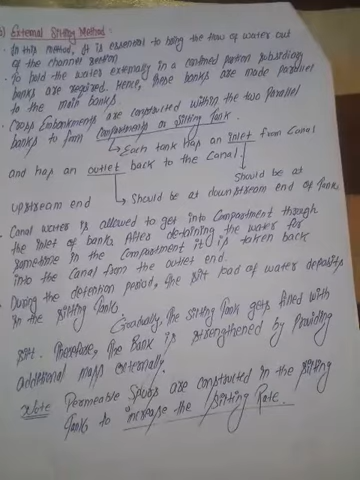 External Silting Method
· In this method, It is essential to bring the flow of water out
of the channel section
· To hold the water externally in a confined portion subsidiary
banks are required. Hence, these banks are made parallel
to the main banks.
· Cross Embankments are constructed within the two parallel
banks to form Compartments or silting Tank.
→ Each tank has an inlet from Canal
and has an outlet back to the Canal.
Should be at
upstream end → Should be at downstream end of Tank
· Canal water is allowed to get into Compartment through
the inlet of banks After detaining the water for
sometime in the Compartment it is taken back
into the Canal from the outlet end.
· During the detention period, the silt load of water deposits
in the silting Tanks
Gradually, The Silting Tank gets filled with
silt. Therefore, The Bank is strengthened by Providing
additional mass externally.
Note Permeable Spurs are constructed in the silting
Tanks to increase the silting Rate.